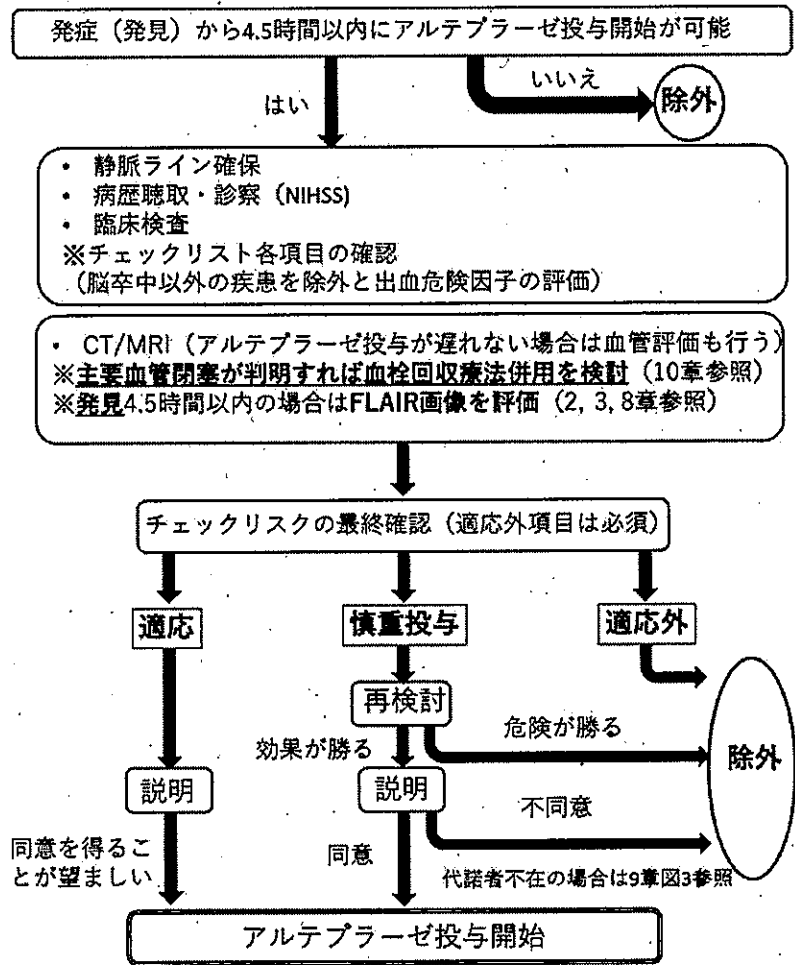 発症（発見）から4.5時間以内にアルテプラーゼ投与開始が可能
はい
いいえ
除外
・ 静脈ライン確保
・ 病歴聴取・診察（NIHSS)
・ 臨床検査
※チェックリスト各項目の確認
（脳卒中以外の疾患を除外と出血危険因子の評価）
・ CT/MRI（アルテプラーゼ投与が遅れない場合は血管評価も行う）
※主要血管閉塞が判明すれば血栓回収療法併用を検討（10章参照）
※発見4.5時間以内の場合はFLAIR画像を評価（2, 3, 8章参照）
チェックリスクの最終確認（適応外項目は必須）
適応
慎重投与
適応外
再検討
効果が勝る
危険が勝る
除外
説明
説明
不同意
同意を得るこ
とが望ましい
同意
代諾者不在の場合は9章図3参照
アルテプラーゼ投与開始